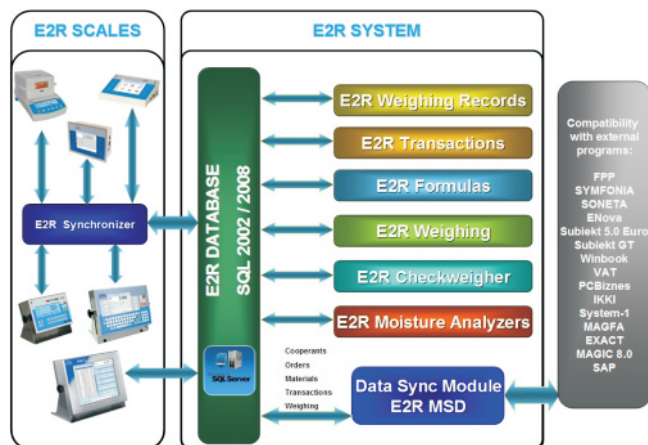 E2R SCALES
E2R Synchronizer
E2R SYSTEM
E2R DATABASE
SQL 2002 / 2008
SQL Server
E2R Weighing Records
E2R Transactions
E2R Formulas
E2R Weighing
E2R Checkweigher
E2R Moisture Analyzers
Cooperants
Orders
Materials
Transactions
Weighing
Data Sync Module
E2R MSD
Compatibility
with external
programs:
FPP
SYMFONIA
SONETA
ENova
Subiekt 5.0 Euro
Subiekt GT
Winbook
VAT
PCBiznes
IKKI
System-1
MAGFA
EXACT
MAGIC 8.0
SAP